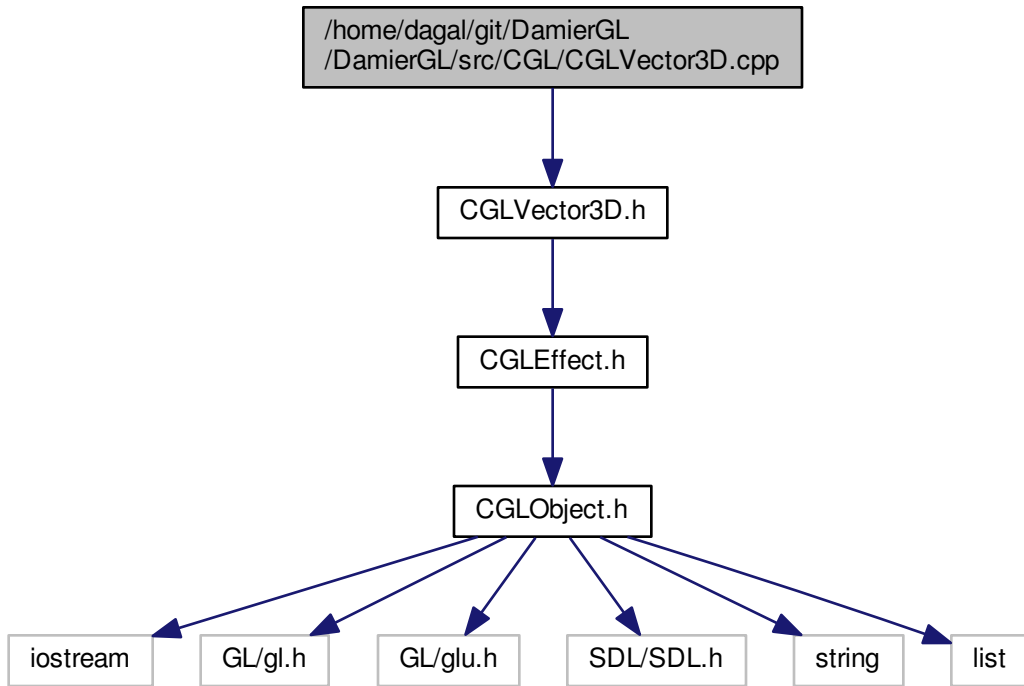 /home/dagal/git/DamierGL
/DamierGL/src/CGL/CGLVector3D.cpp
CGLVector3D.h
CGLEffect.h
CGLObject.h
iostream
GL/gl.h
GL/glu.h
SDL/SDL.h
string
list